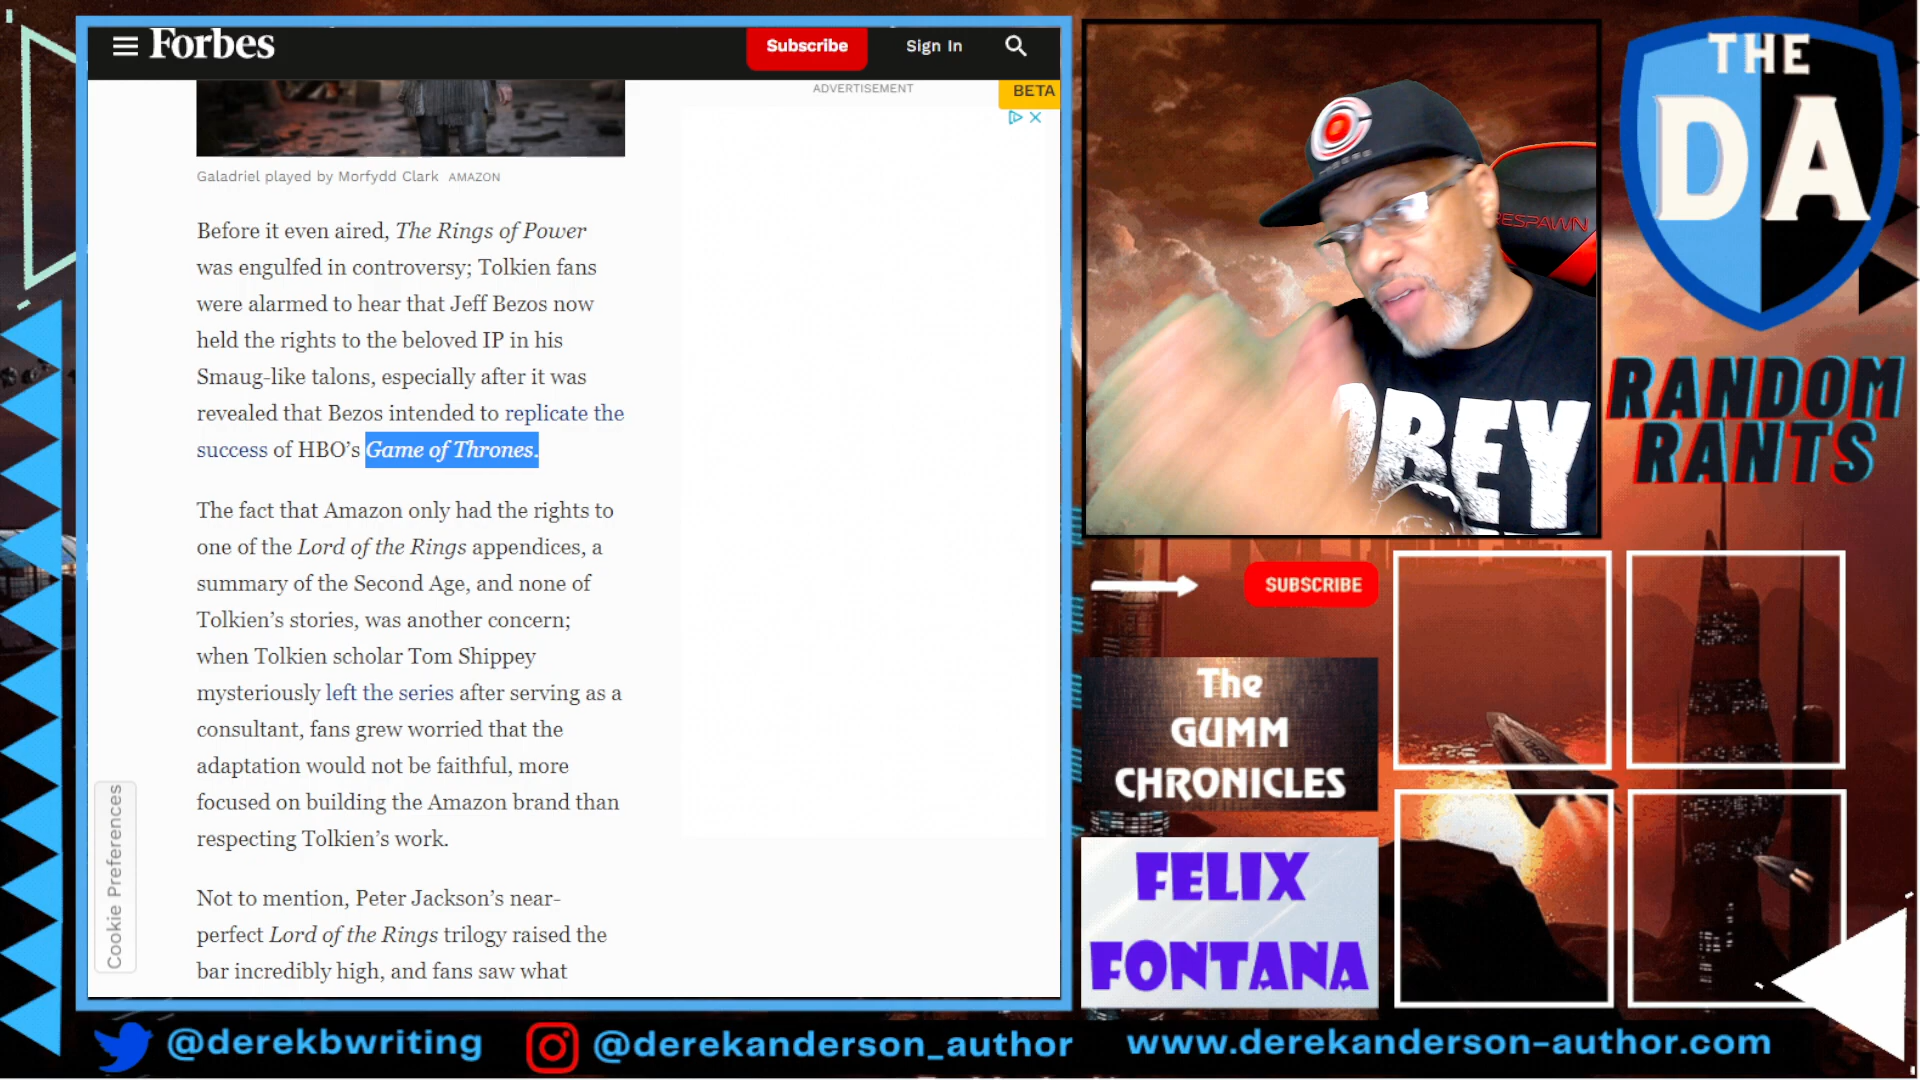 Forbes
Subscribe
Sign In
ADVERTISEMENT
BETA
Galadriel played by Morfydd Clark AMAZON
Before it even aired, The Rings of Power
was engulfed in controversy; Tolkien fans
were alarmed to hear that Jeff Bezos now
held the rights to the beloved IP in his
Smaug-like talons, especially after it was
revealed that Bezos intended to replicate the
success of HBO’s Game of Thrones.
The fact that Amazon only had the rights to
one of the Lord of the Rings appendices, a
summary of the Second Age, and none of
Tolkien’s stories, was another concern;
when Tolkien scholar Tom Shippey
mysteriously left the series after serving as a
consultant, fans grew worried that the
adaptation would not be faithful, more
focused on building the Amazon brand than
respecting Tolkien’s work.
Not to mention, Peter Jackson’s near-
perfect Lord of the Rings trilogy raised the
bar incredibly high, and fans saw what
Cookie Preferences
RESPAWN
OBEY
THE
DA
RANDOM
RANTS
SUBSCRIBE
The
GUMM
CHRONICLES
FELIX
FONTANA
@derekbwriting
@derekanderson_author
www.derekanderson-author.com